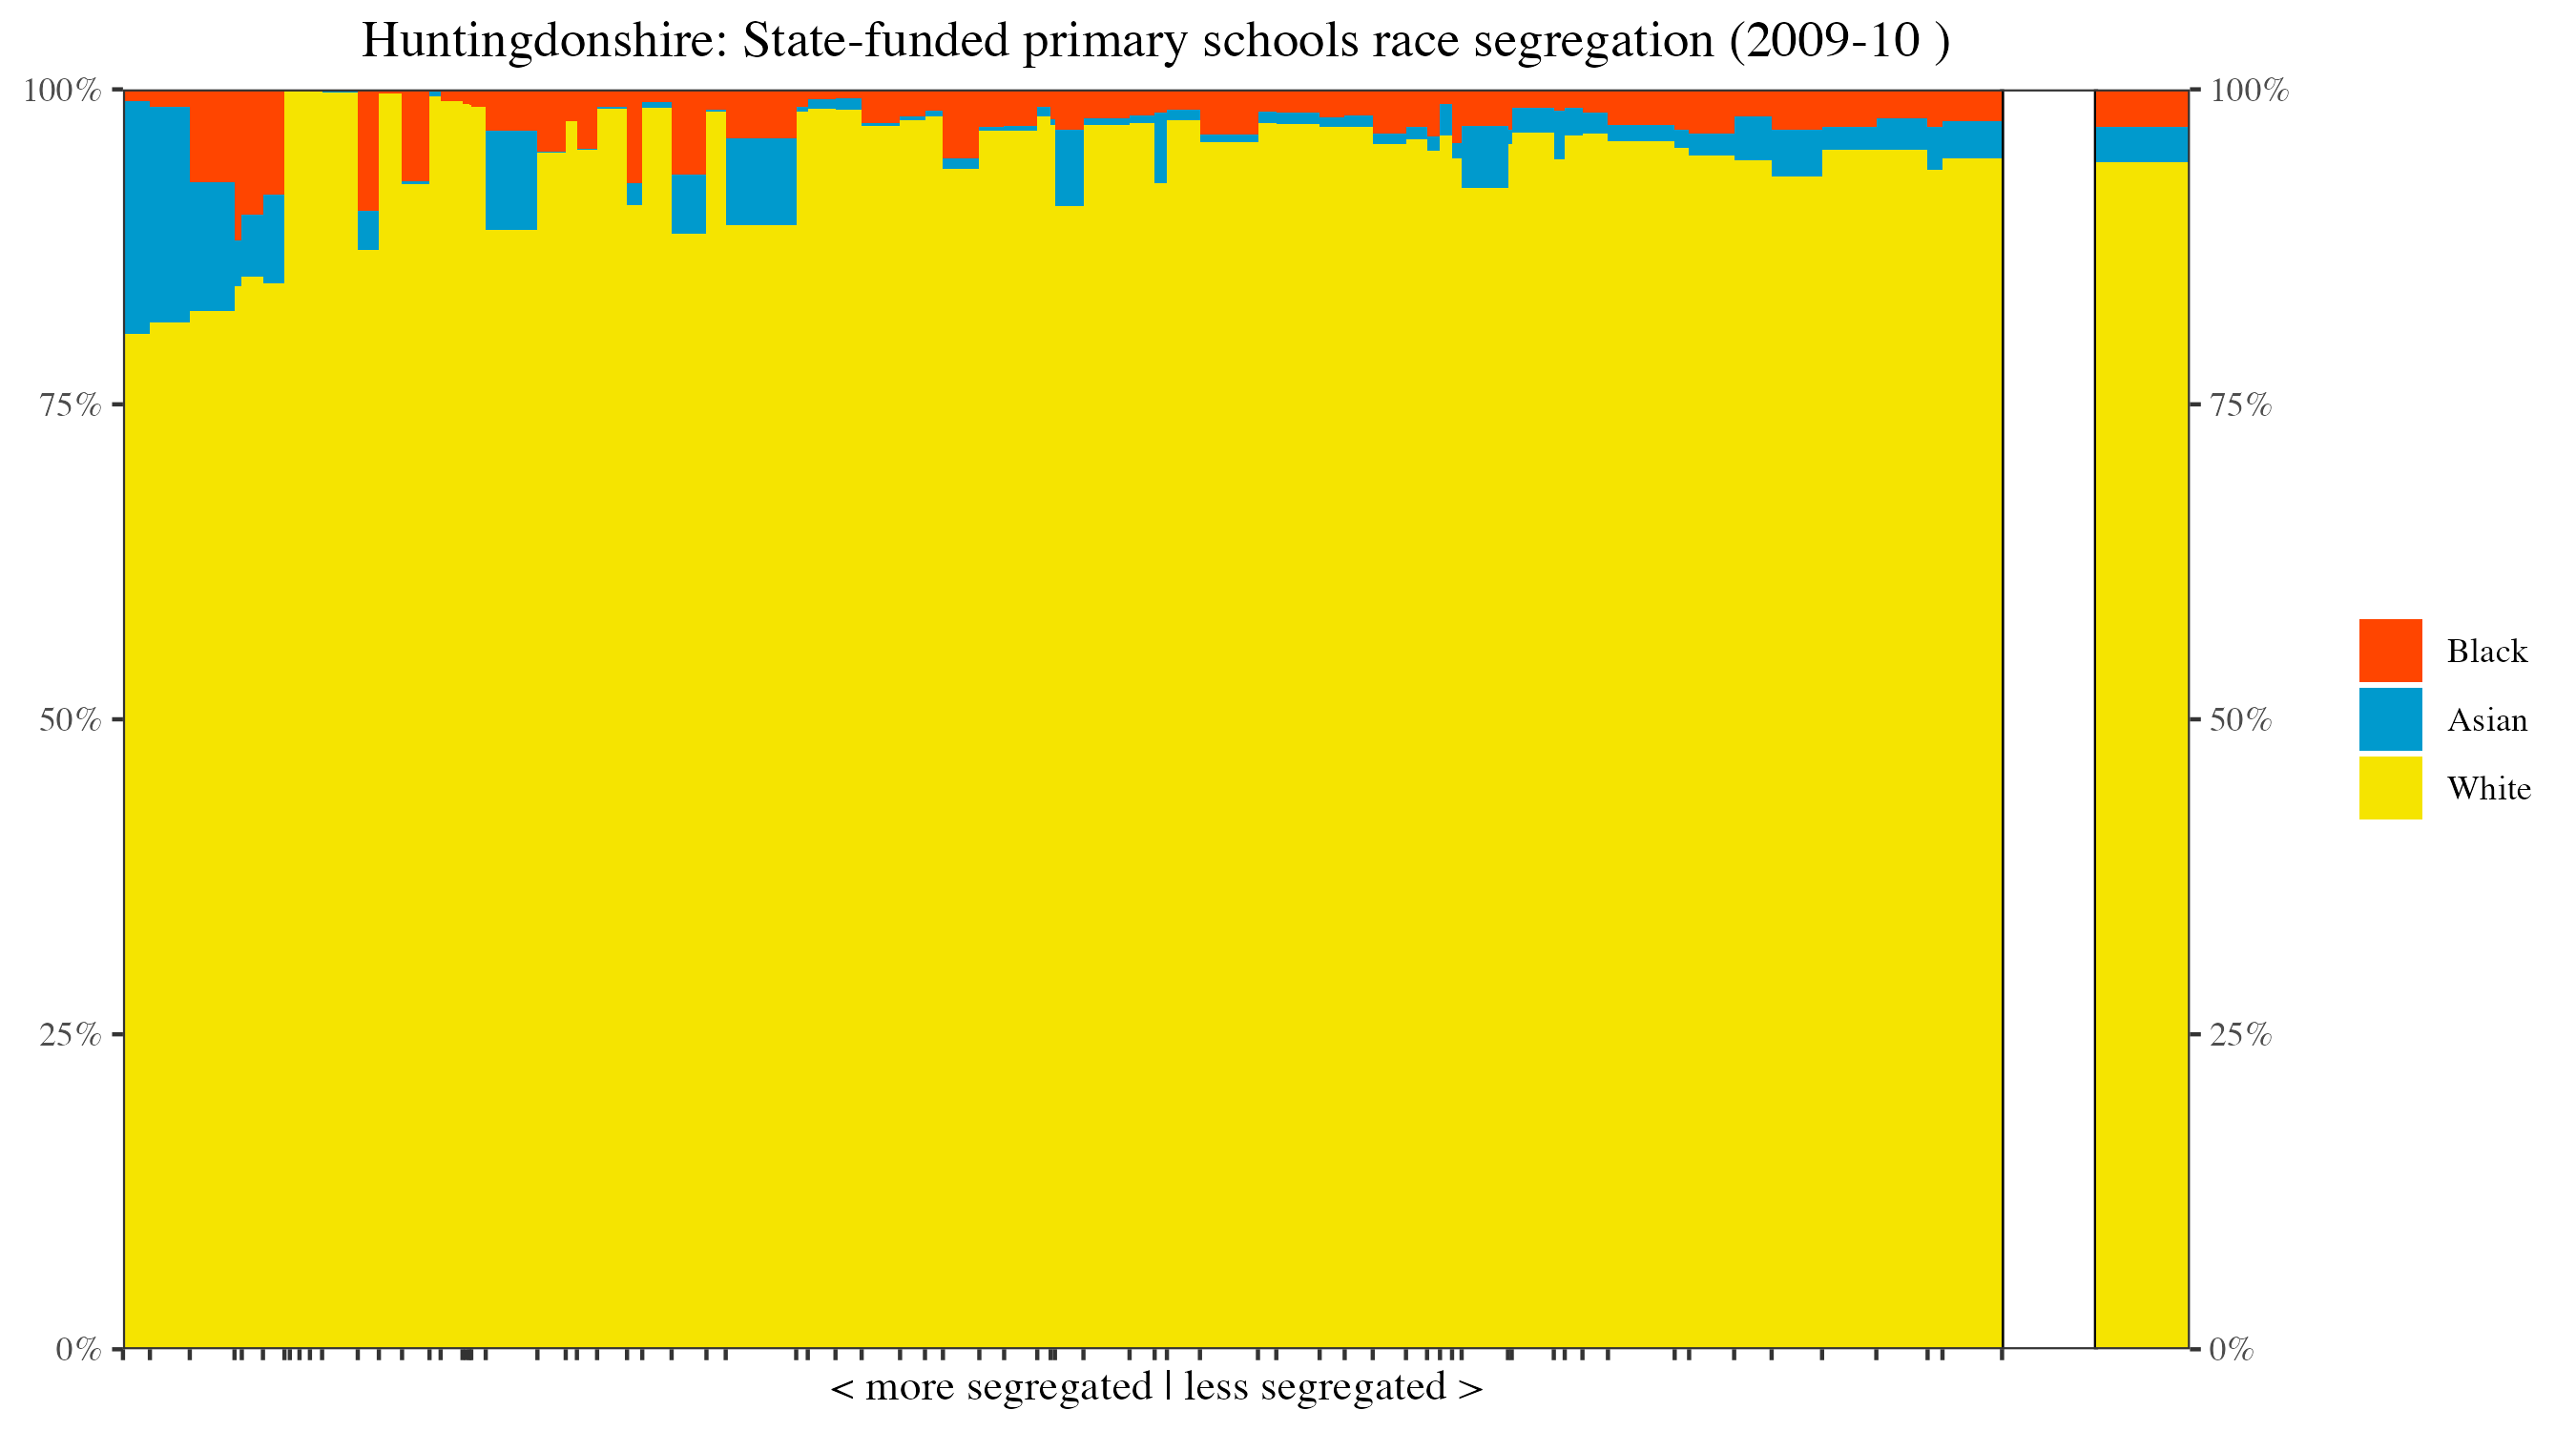 Huntingdonshire: State-funded primary schools race segregation (2009-10 )
100%
75%
50%
25%
0%
100%
75%
50%
25%
0%
Black
Asian
White
< more segregated | less segregated >